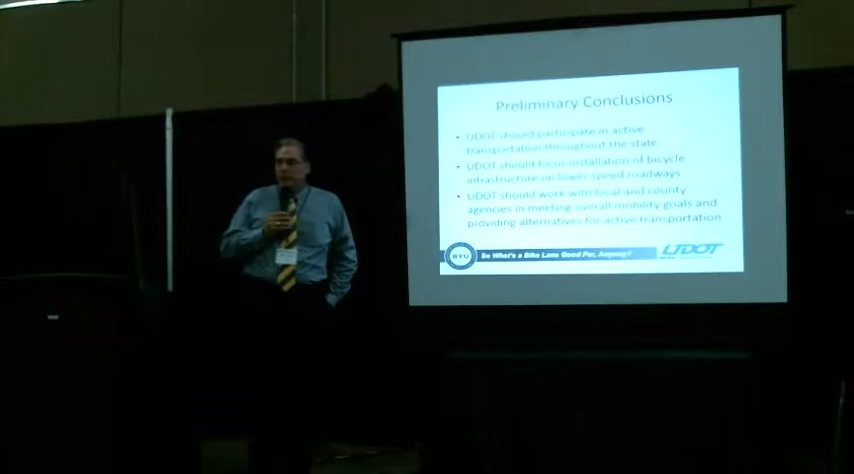 Preliminary Conclusions
• UDOT should participate in active
transportation throughout the state
• UDOT should focus installation of bicycle
infrastructure on lower speed roadways
• UDOT should work with local and county
agencies in meeting overall mobility goals and
providing alternatives for active transportation
BYU
So What's a Bike Lane Good For, Anyway?
UDOT